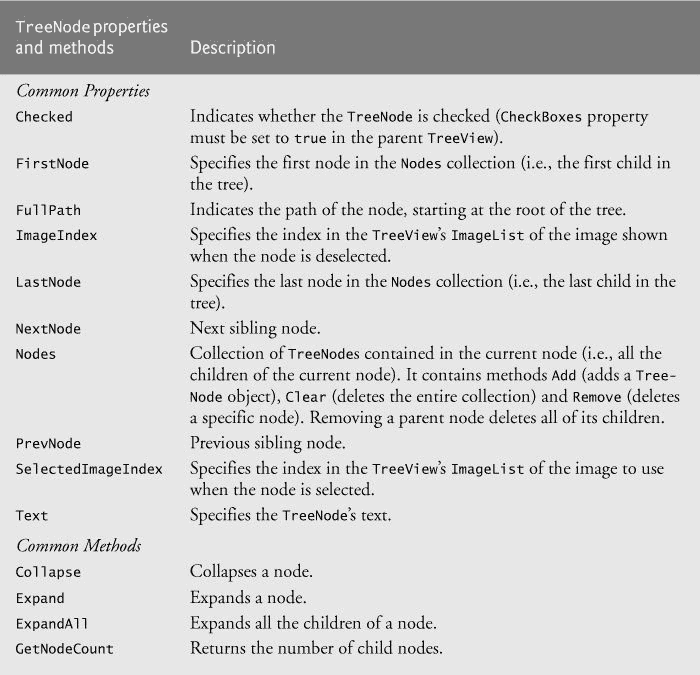 TreeNode properties
and methods Description
Common Properties
Checked Indicates whether the TreeNode is checked (CheckBoxes property
must be set to true in the parent TreeView).
FirstNode Specifies the first node in the Nodes collection (i.e., the first child in
the tree).
FullPath Indicates the path of the node, starting at the root of the tree.
ImageIndex Specifies the index in the TreeView’s ImageList of the image shown
when the node is deselected.
LastNode Specifies the last node in the Nodes collection (i.e., the last child in the
tree).
NextNode Next sibling node.
Nodes Collection of TreeNodes contained in the current node (i.e., all the
children of the current node). It contains methods Add (adds a Tree-
Node object), Clear (deletes the entire collection) and Remove (deletes
a specific node). Removing a parent node deletes all of its children.
PrevNode Previous sibling node.
SelectedImageIndex Specifies the index in the TreeView’s ImageList of the image to use
when the node is selected.
Text Specifies the TreeNode’s text.
Common Methods
Collapse Collapses a node.
Expand Expands a node.
ExpandAll Expands all the children of a node.
GetNodeCount Returns the number of child nodes.